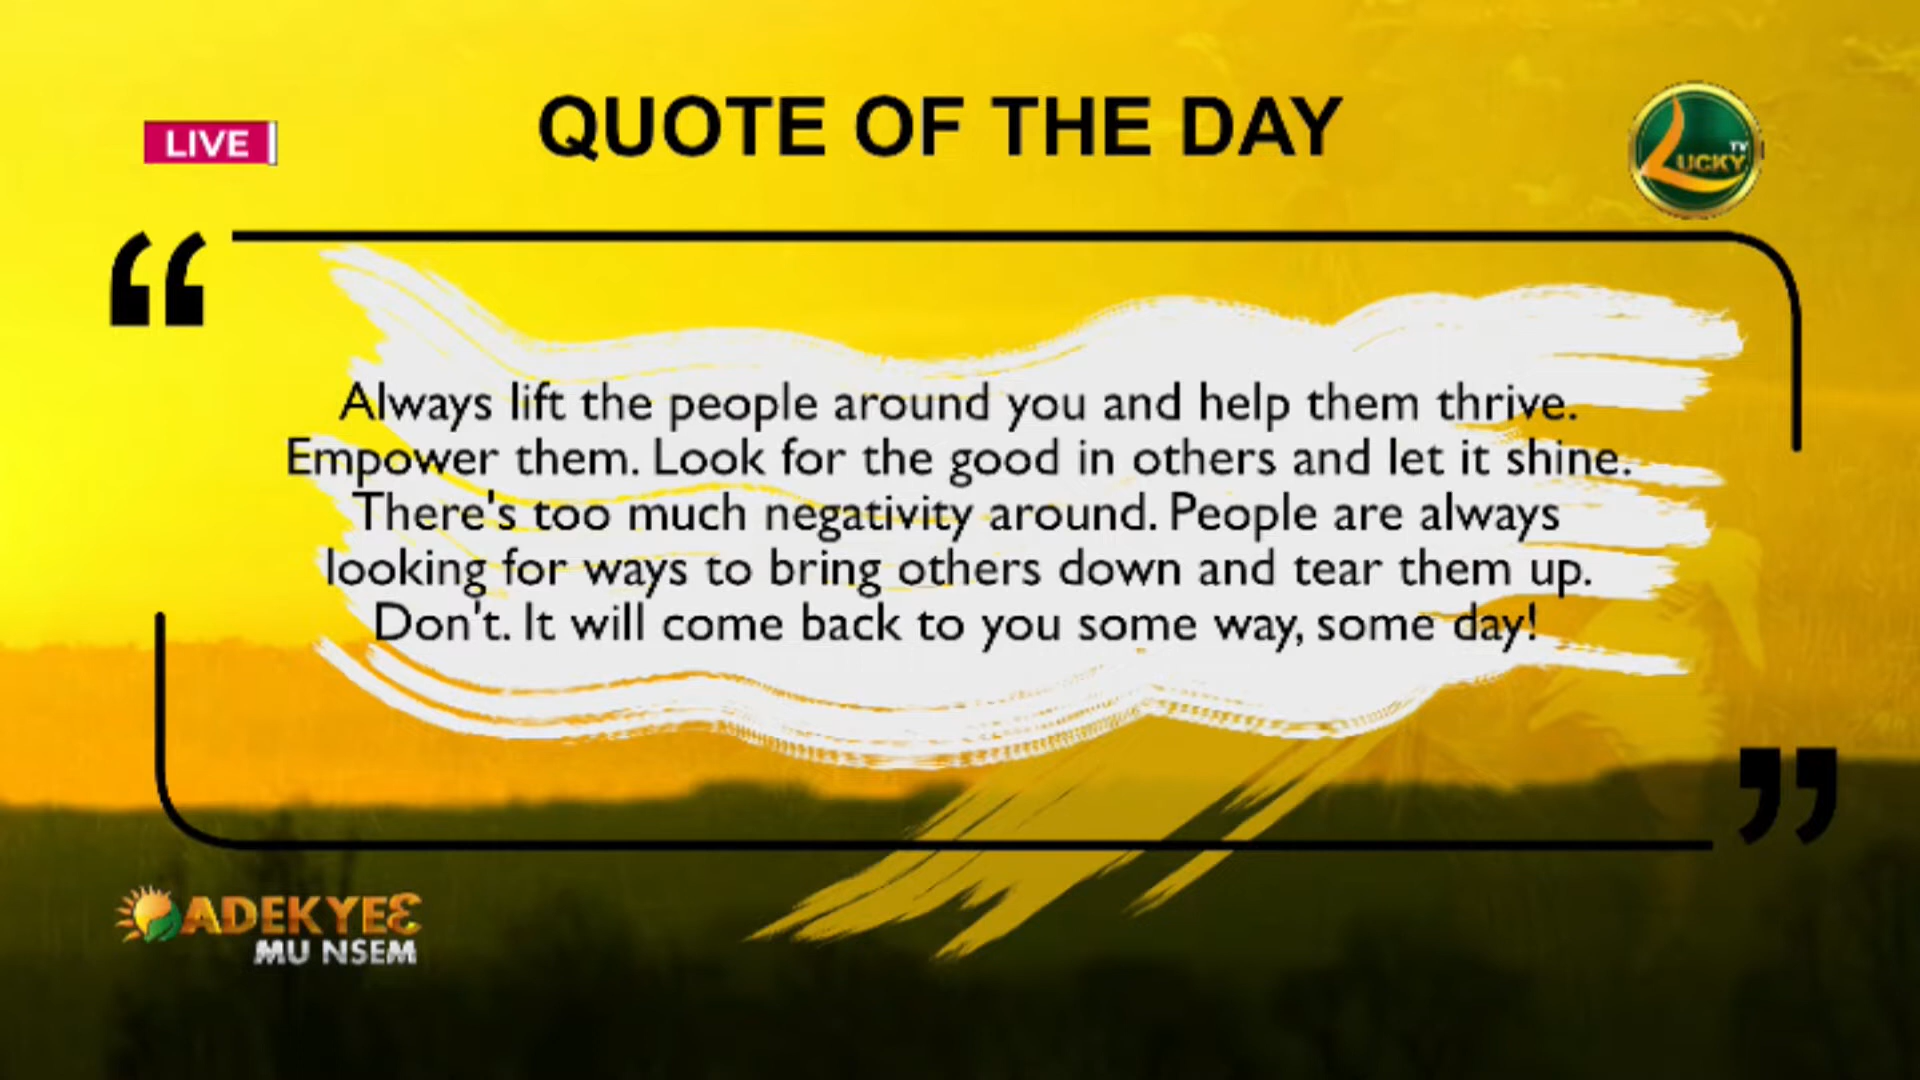 QUOTE OF THE DAY
LIVE
LUCKY TV
Always lift the people around you and help them thrive.
Empower them. Look for the good in others and let it shine.
There's too much negativity around. People are always
looking for ways to bring others down and tear them up.
Don't. It will come back to you some way, some day!
ADEKYEƐ
MU NSEM